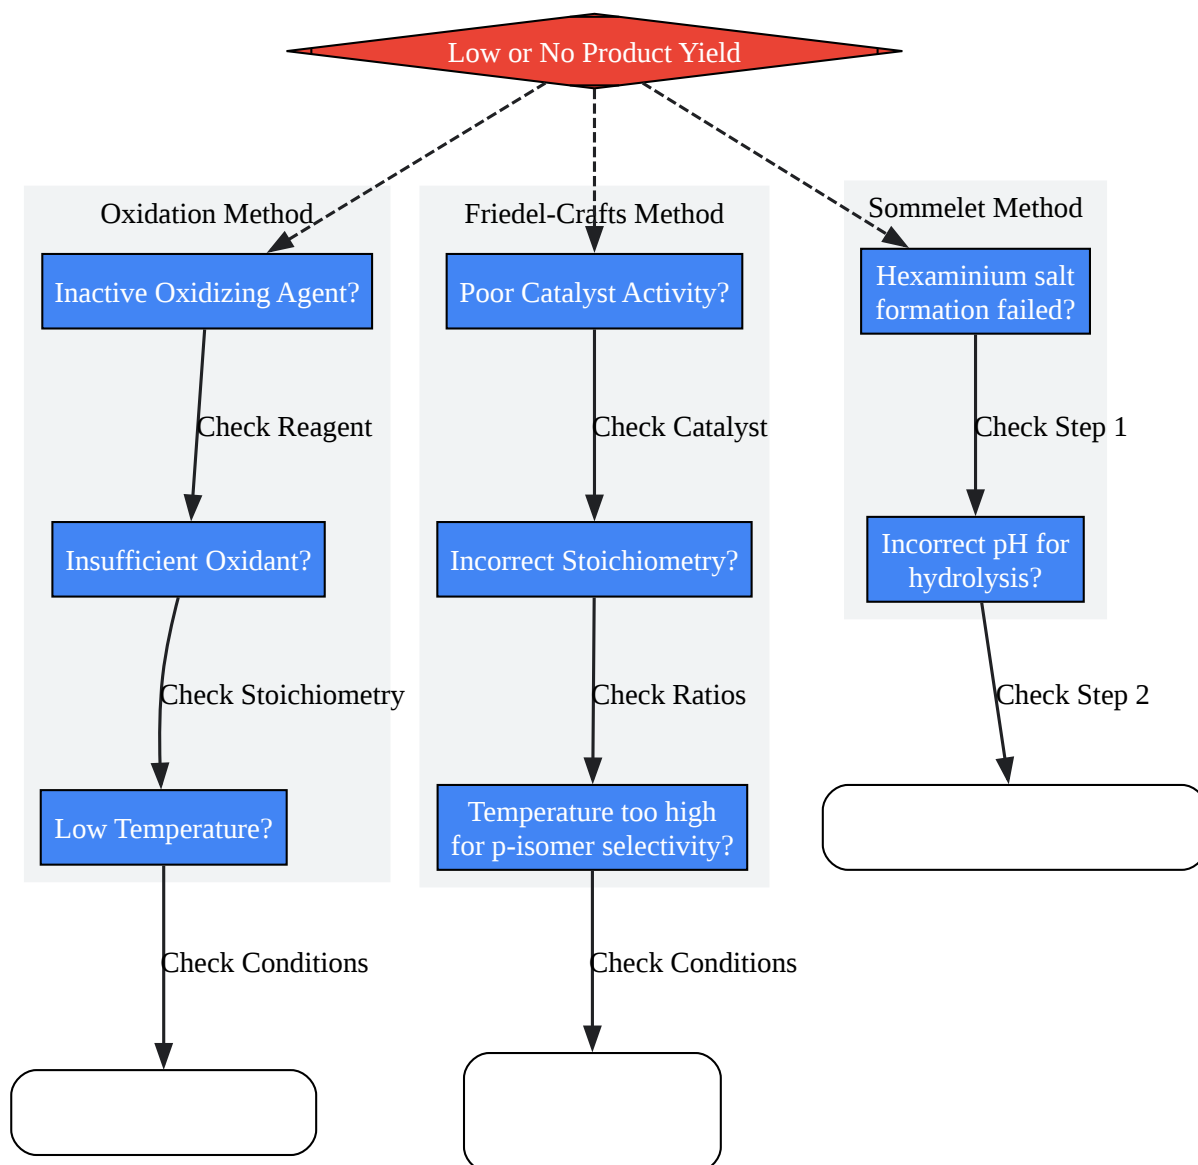 Low or No Product Yield
Oxidation Method
Inactive Oxidizing Agent?
Check Reagent
Insufficient Oxidant?
Check Stoichiometry
Low Temperature?
Check Conditions
Friedel-Crafts Method
Poor Catalyst Activity?
Check Catalyst
Incorrect Stoichiometry?
Check Ratios
Temperature too high
for p-isomer selectivity?
Check Conditions
Sommelet Method
Hexaminium salt
formation failed?
Check Step 1
Incorrect pH for
hydrolysis?
Check Step 2